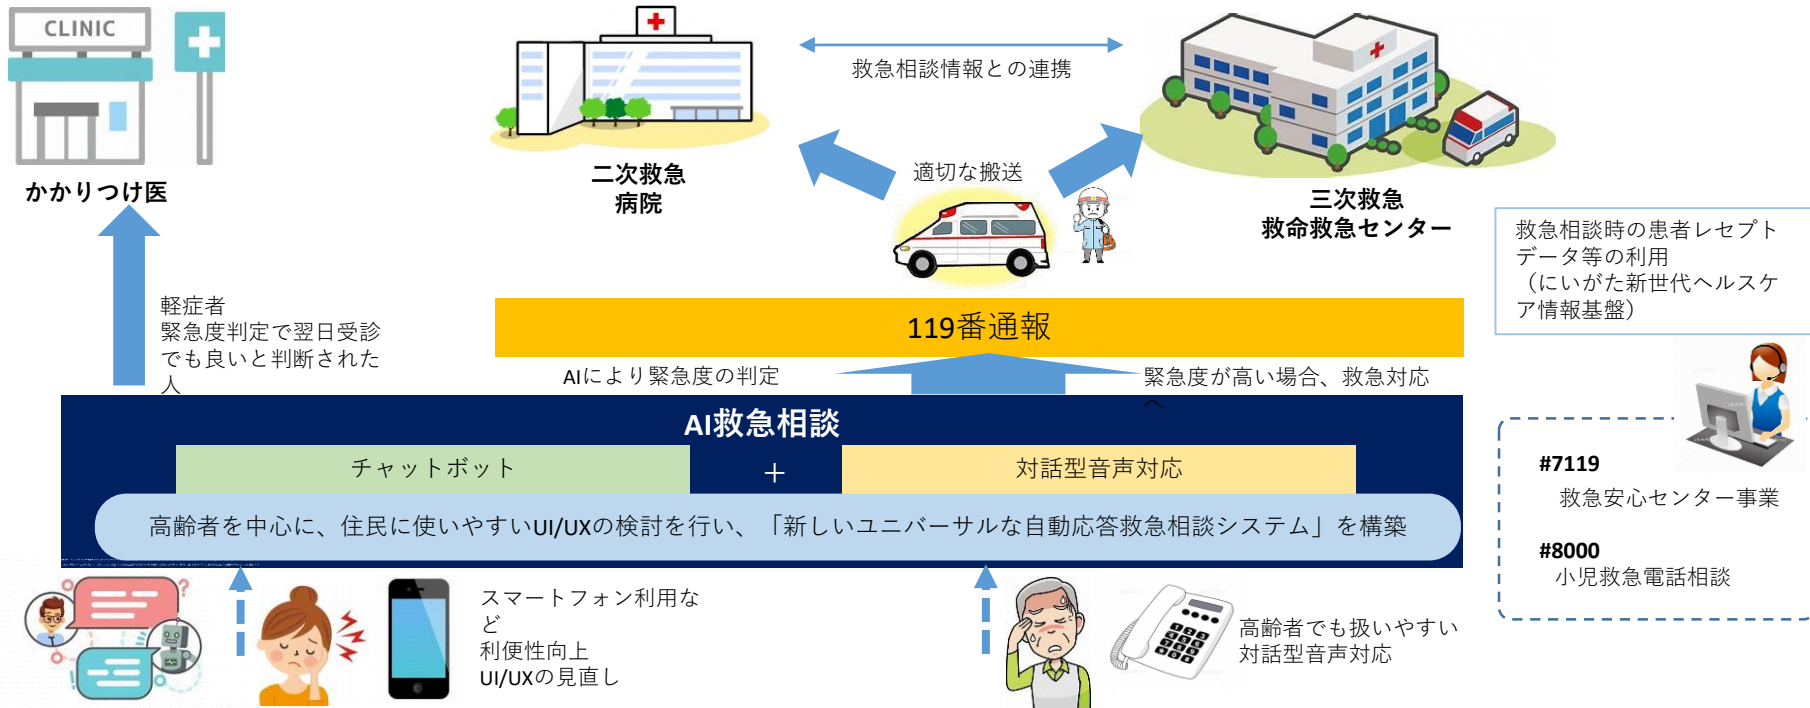 CLINIC
かかりつけ医
二次救急
病院
救急相談情報との連携
適切な搬送
三次救急
救命救急センター
救急相談時の患者レセプト
データ等の利用
（にいがた新世代ヘルスケ
ア情報基盤）
軽症者
緊急度判定で翌日受診
でも良いと判断された
人
119番通報
AIにより緊急度の判定
緊急度が高い場合、救急対応
へ
AI救急相談
チャットボット
+
対話型音声対応
高齢者を中心に、住民に使いやすいUI/UXの検討を行い、「新しいユニバーサルな自動応答救急相談システム」を構築
#7119
救急安心センター事業
#8000
小児救急電話相談
スマートフォン利用な
ど
利便性向上
UI/UXの見直し
高齢者でも扱いやすい
対話型音声対応